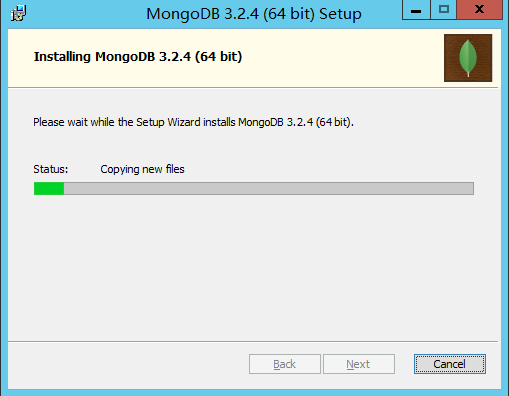 MongoDB 3.2.4 (64 bit) Setup
Installing MongoDB 3.2.4 (64 bit)
Please wait while the Setup Wizard installs MongoDB 3.2.4 (64 bit).
Status: Copying new files
Back Next Cancel